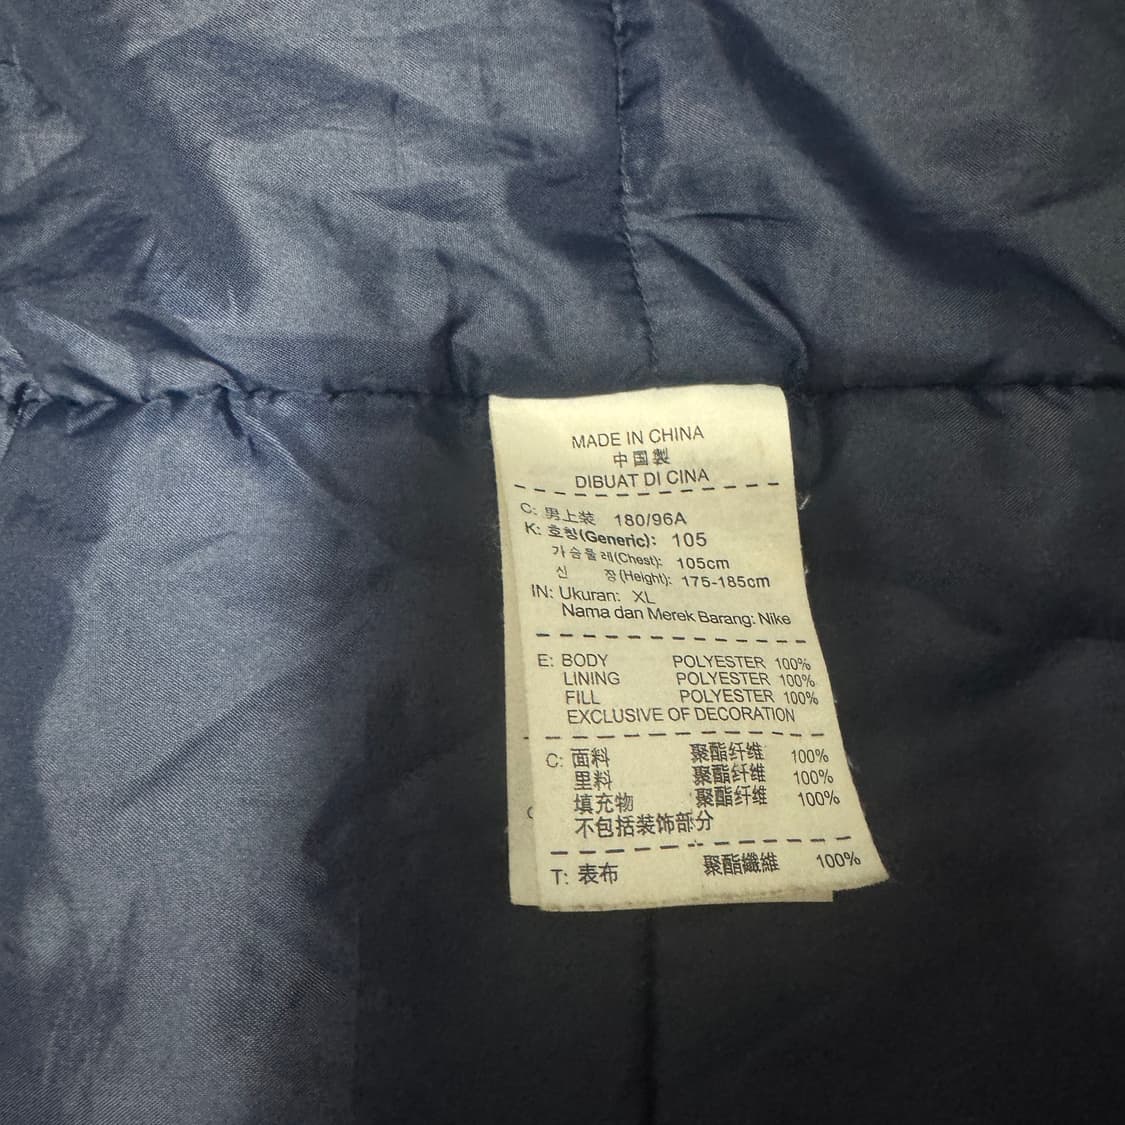 MADE IN CHINA
中国製
DIBUAT DI CINA
C: 男上装 180/96A
K: 호칭(Generic): 105
가슴둘레(Chest): 105cm
신 장(Height): 175-185cm
IN: Ukuran: XL
Nama dan Merek Barang: Nike
E: BODY POLYESTER 100%
LINING POLYESTER 100%
FILL POLYESTER 100%
EXCLUSIVE OF DECORATION
C: 面料 聚酯纤维 100%
里料 聚酯纤维 100%
填充物 聚酯纤维 100%
不包括装饰部分
T: 表布 聚酯纖維 100%